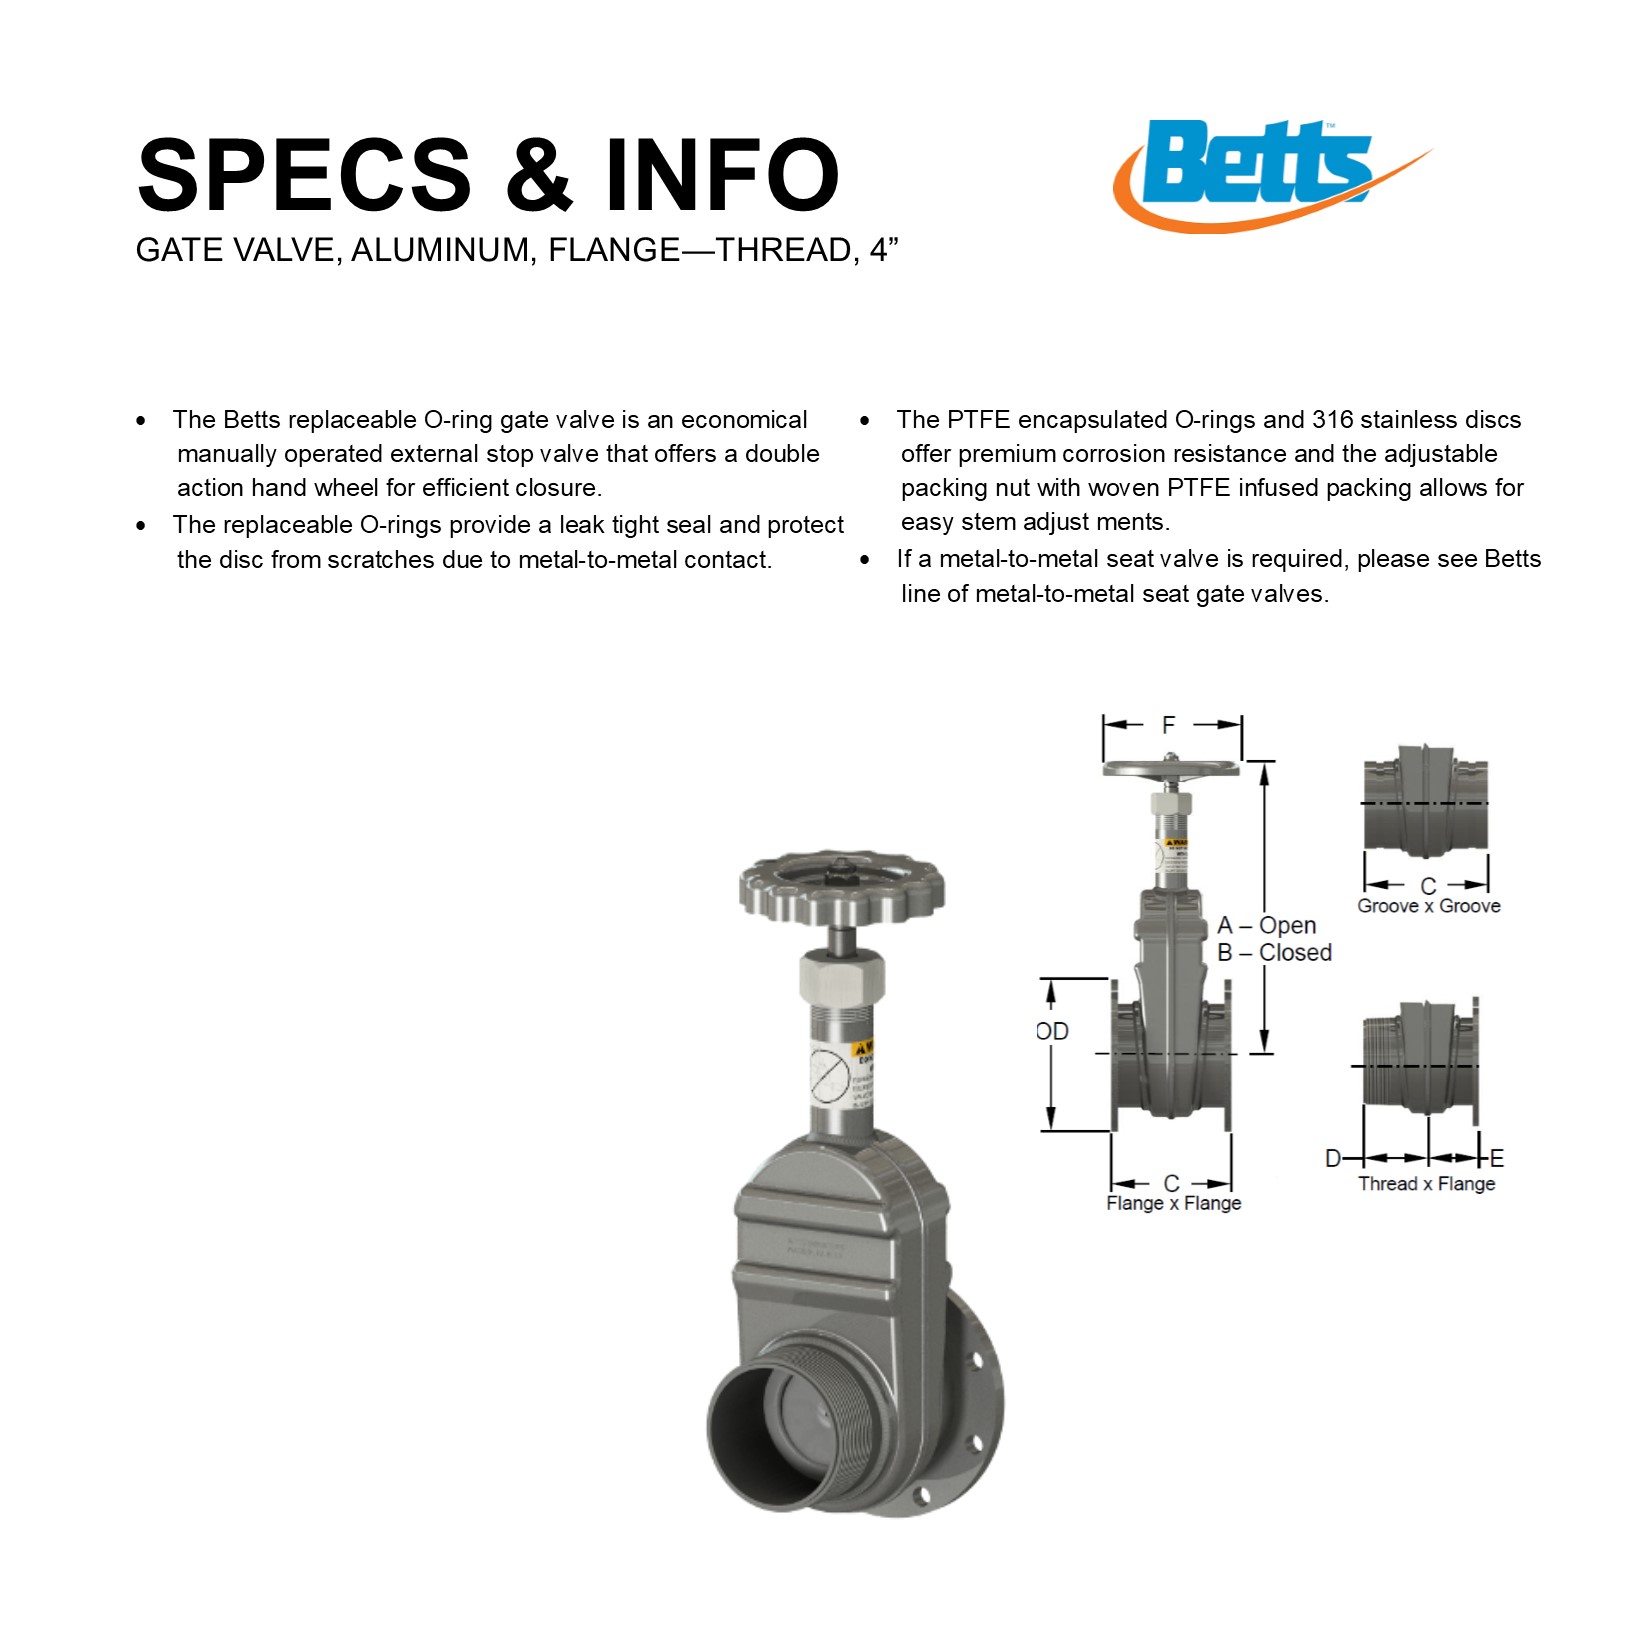 SPECS & INFO
Betts™
GATE VALVE, ALUMINUM, FLANGE—THREAD, 4”
• The Betts replaceable O-ring gate valve is an economical
manually operated external stop valve that offers a double
action hand wheel for efficient closure.
• The replaceable O-rings provide a leak tight seal and protect
the disc from scratches due to metal-to-metal contact.
• The PTFE encapsulated O-rings and 316 stainless discs
offer premium corrosion resistance and the adjustable
packing nut with woven PTFE infused packing allows for
easy stem adjust ments.
• If a metal-to-metal seat valve is required, please see Betts
line of metal-to-metal seat gate valves.
F
A – Open
B – Closed
OD
C
Flange x Flange
C
Groove x Groove
D
E
Thread x Flange